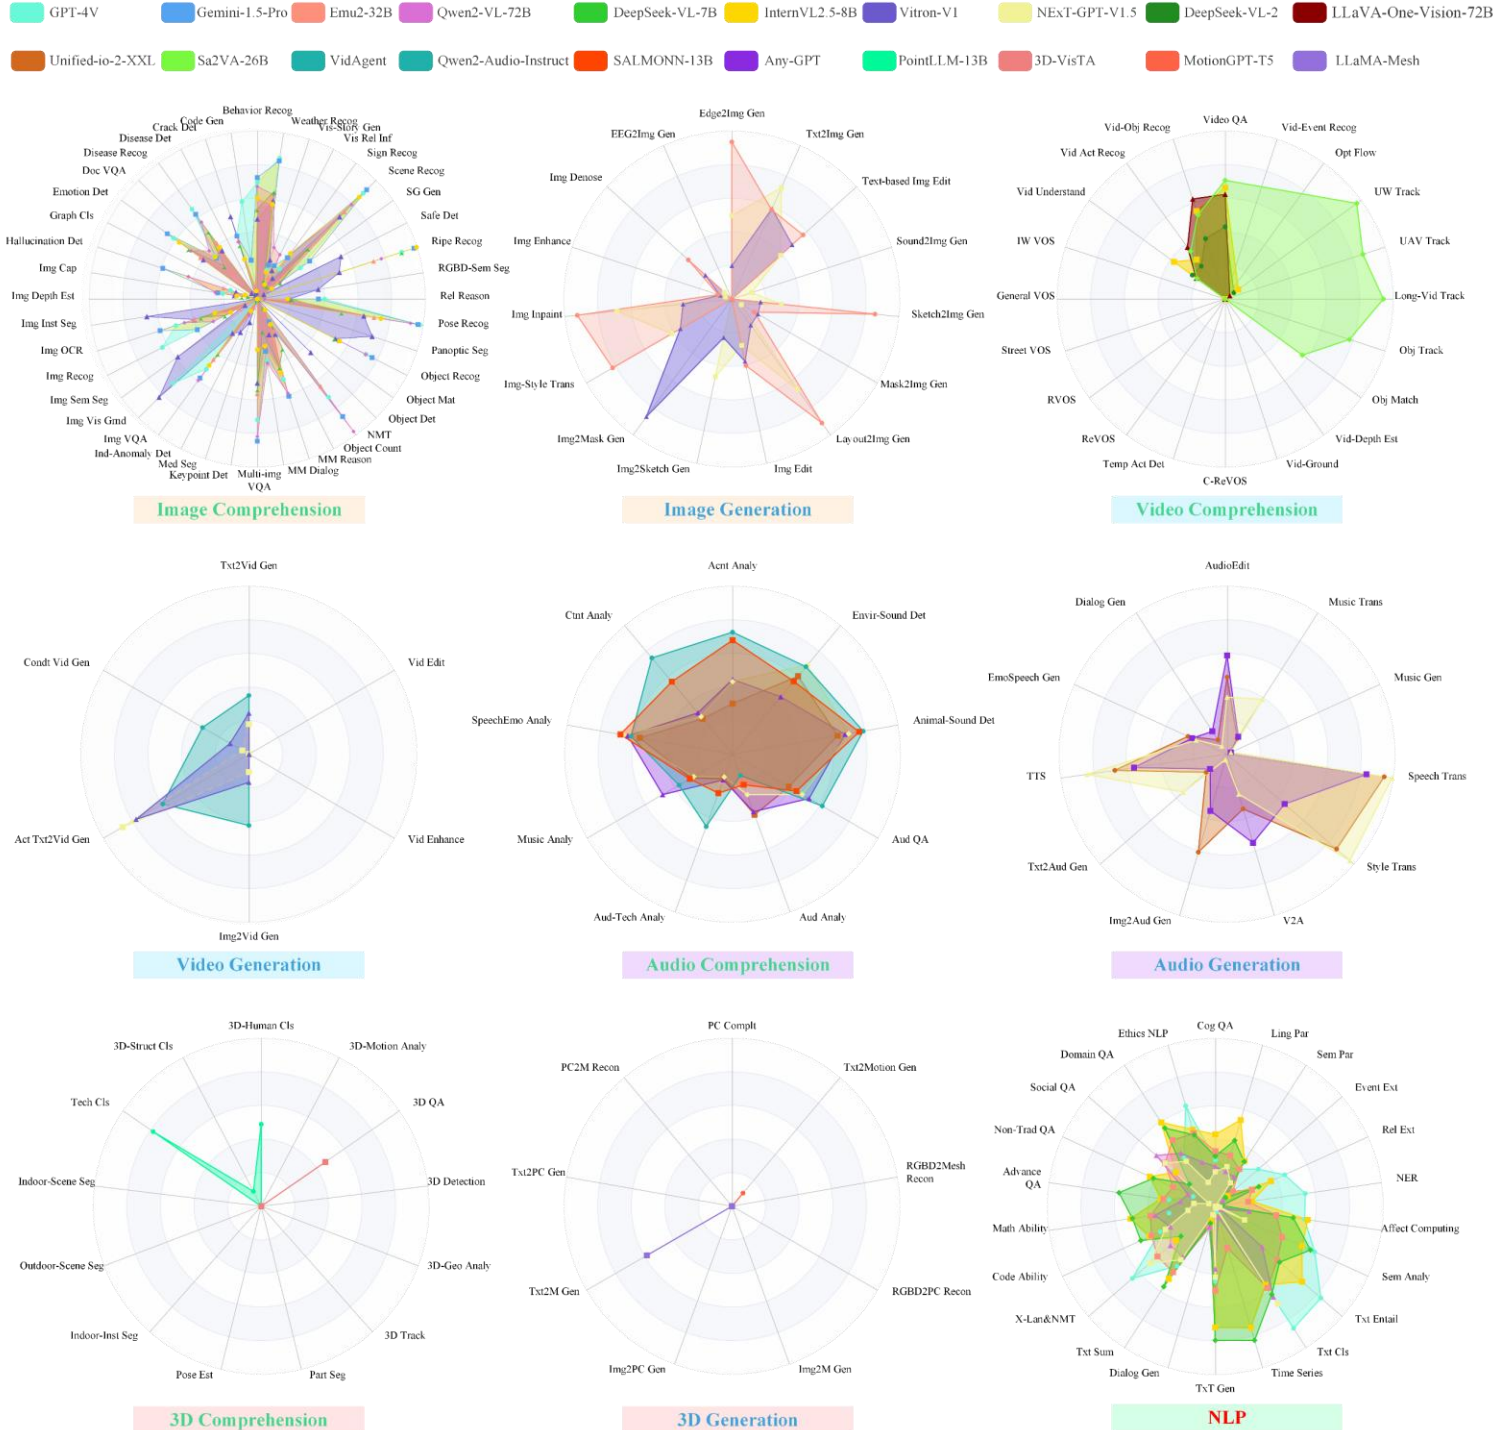 GPT-4V Gemini-1.5-Pro Emu2-32B Qwen2-VL-72B DeepSeek-VL-7B InternVL2.5-8B Vitron-V1 NExT-GPT-V1.5 DeepSeek-VL-2 LLaVA-One-Vision-72B
Unified-io-2-XXL Sa2VA-26B VidAgent Qwen2-Audio-Instruct SALMONN-13B Any-GPT PointLLM-13B 3D-VisTA MotionGPT-T5 LLaMA-Mesh
Behavior Recog
Weather Recog
Vis-Story Gen
Vis Rel Inf
Sign Recog
Scene Recog
SG Gen
Safe Det
Ripe Recog
RGBD-Sem Seg
Rel Reason
Pose Recog
Panoptic Seg
Object Recog
Object Mat
Object Det
NMT
Object Count
MM Reason
MM Dialog
Multi-img
VQA
Keypoint Det
Med Seg
Ind-Anomaly Det
Img VQA
Img Vis Grnd
Img Sem Seg
Img Recog
Img OCR
Img Inst Seg
Img Depth Est
Img Cap
Hallucination Det
Graph Cls
Emotion Det
Doc VQA
Disease Recog
Disease Det
Crack Det
Code Gen
Image Comprehension
Edge2Img Gen
Txt2Img Gen
Text-based Img Edit
Sound2Img Gen
Sketch2Img Gen
Mask2Img Gen
Layout2Img Gen
Img Edit
Img2Sketch Gen
Img2Mask Gen
Img-Style Trans
Img Inpaint
Img Enhance
Img Denose
EEG2Img Gen
Image Generation
Video QA
Vid-Event Recog
Opt Flow
UW Track
UAV Track
Long-Vid Track
Obj Track
Obj Match
Vid-Depth Est
Vid-Ground
C-ReVOS
Temp Act Det
ReVOS
RVOS
Street VOS
General VOS
IW VOS
Vid Understand
Vid Act Recog
Vid-Obj Recog
Video Comprehension
Txt2Vid Gen
Vid Edit
Vid Enhance
Img2Vid Gen
Act Txt2Vid Gen
Condt Vid Gen
Video Generation
Acnt Analy
Envir-Sound Det
Animal-Sound Det
Aud QA
Aud Analy
Aud-Tech Analy
Music Analy
SpeechEmo Analy
Ctnt Analy
Audio Comprehension
AudioEdit
Music Trans
Music Gen
Speech Trans
Style Trans
V2A
Img2Aud Gen
Txt2Aud Gen
TTS
EmoSpeech Gen
Dialog Gen
Audio Generation
3D-Human Cls
3D-Motion Analy
3D QA
3D Detection
3D-Geo Analy
3D Track
Part Seg
Pose Est
Indoor-Inst Seg
Outdoor-Scene Seg
Indoor-Scene Seg
Tech Cls
3D-Struct Cls
3D Comprehension
PC Complt
Txt2Motion Gen
RGBD2Mesh
Recon
RGBD2PC Recon
Img2M Gen
Img2PC Gen
Txt2M Gen
Txt2PC Gen
PC2M Recon
3D Generation
Cog QA
Ling Par
Sem Par
Event Ext
Rel Ext
NER
Affect Computing
Sem Analy
Txt Entail
Txt Cls
Time Series
TxT Gen
Dialog Gen
Txt Sum
X-Lan&NMT
Code Ability
Math Ability
Advance
QA
Non-Trad QA
Social QA
Domain QA
Ethics NLP
NLP